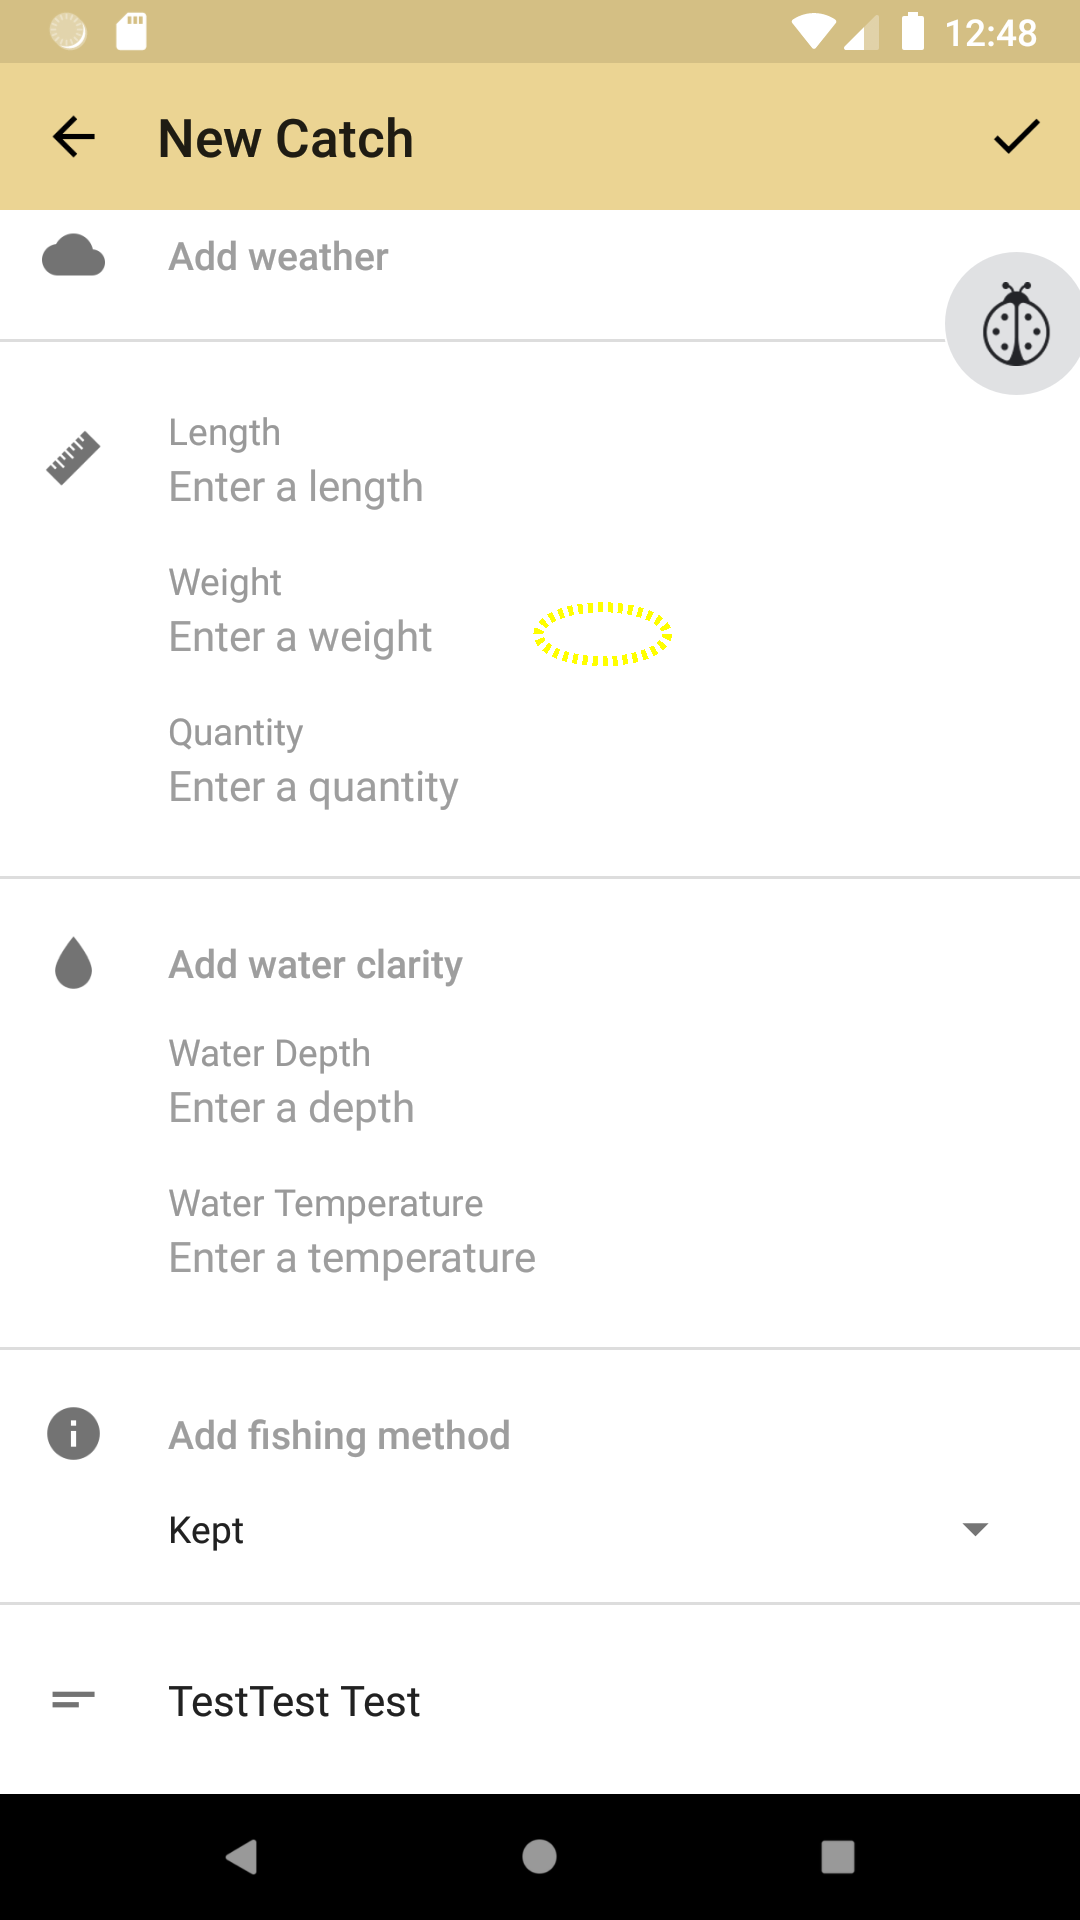 12:48
New Catch
Add weather
Length
Enter a length
Weight
Enter a weight
Quantity
Enter a quantity
Add water clarity
Water Depth
Enter a depth
Water Temperature
Enter a temperature
Add fishing method
Kept
TestTest Test